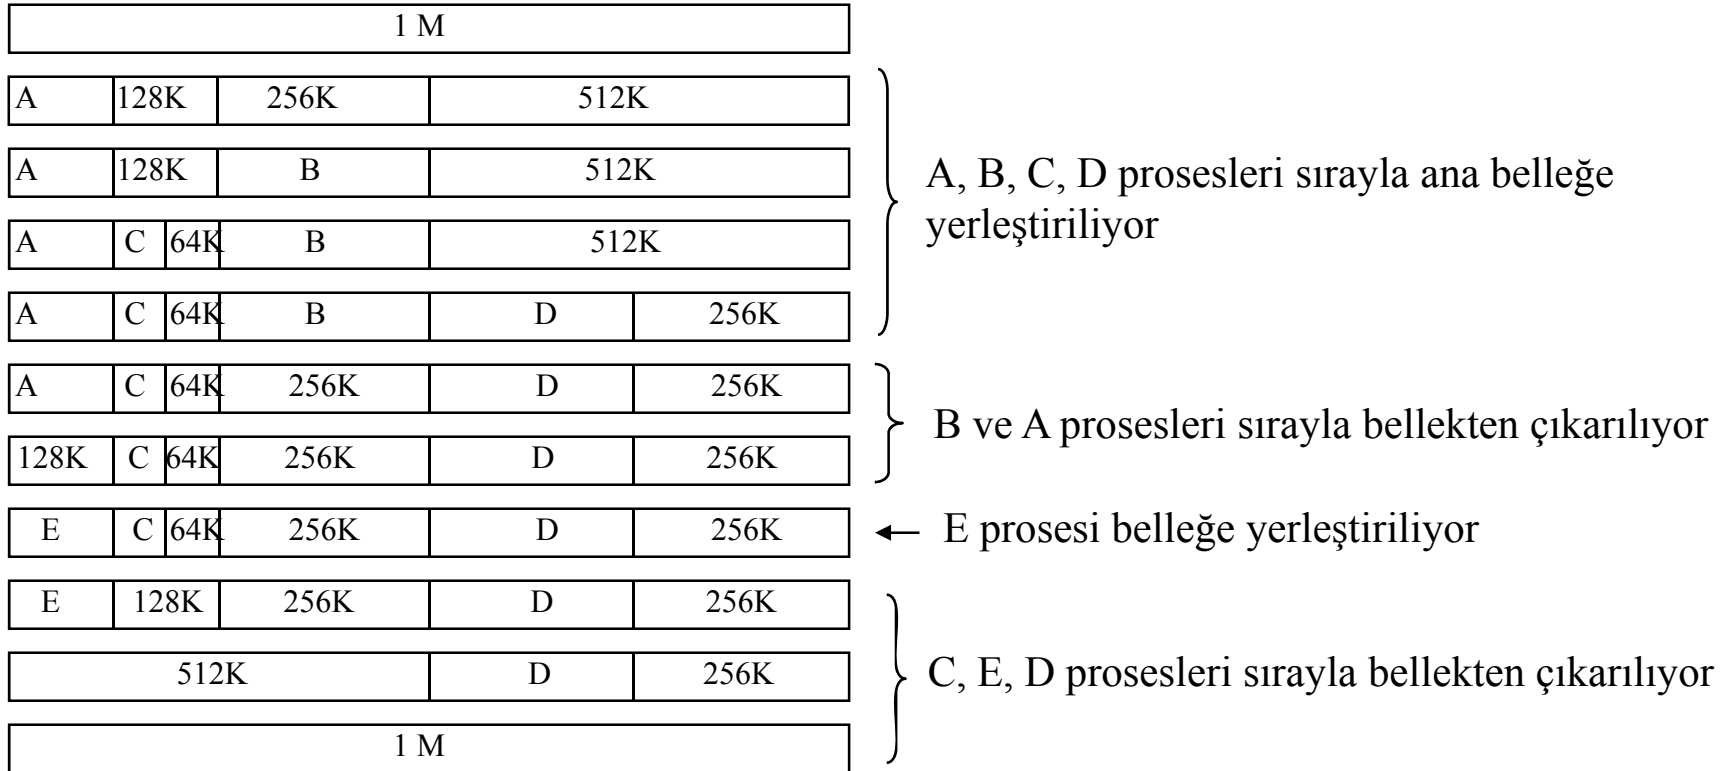 1 M
A 128K 256K 512K
A 128K B 512K
A, B, C, D prosesleri sırayla ana belleğe
yerleştiriliyor
A C 64K B 512K
A C 64K B D 256K
A C 64K 256K D 256K
B ve A prosesleri sırayla bellekten çıkarılıyor
128K C 64K 256K D 256K
E C 64K 256K D 256K
E prosesi belleğe yerleştiriliyor
E 128K 256K D 256K
512K D 256K
C, E, D prosesleri sırayla bellekten çıkarılıyor
1 M